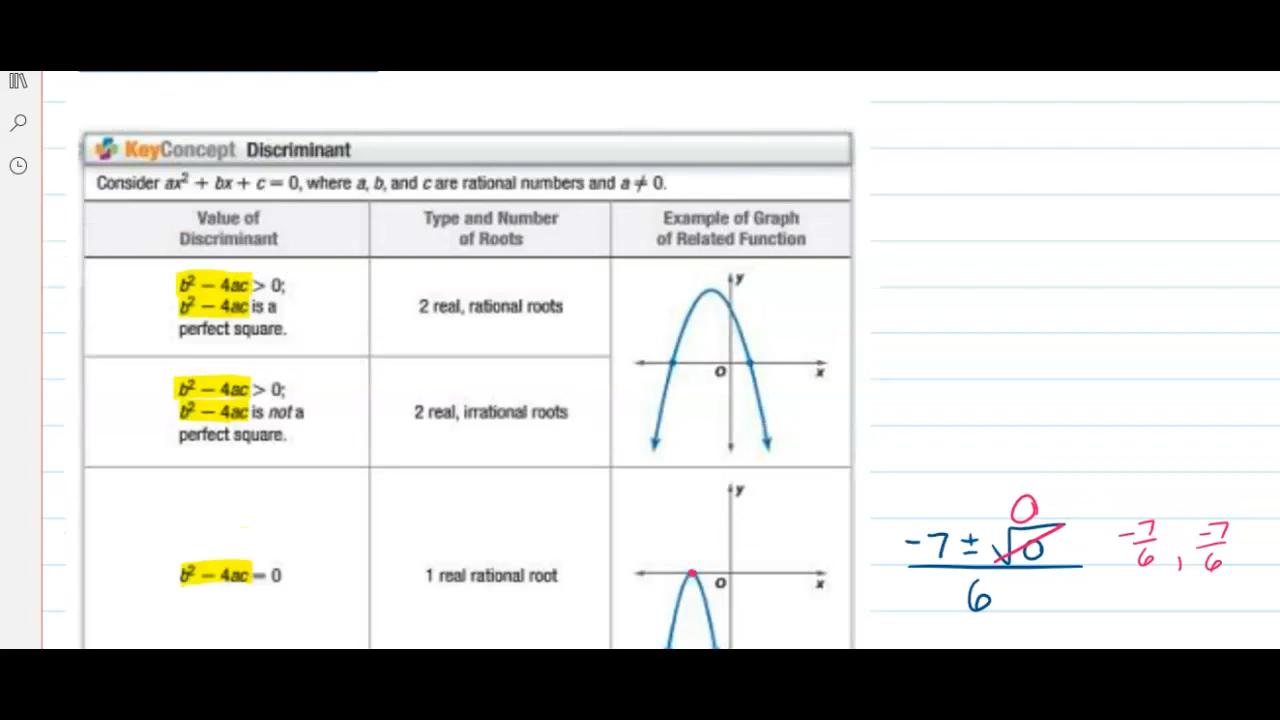 KeyConcept Discriminant
Consider ax² + bx + c = 0, where a, b, and c are rational numbers and a ≠ 0.
Value of
Discriminant
Type and Number
of Roots
Example of Graph
of Related Function
b² − 4ac > 0;
b² − 4ac is a
perfect square.
2 real, rational roots
y
O
x
b² − 4ac > 0;
b² − 4ac is not a
perfect square.
2 real, irrational roots
b² − 4ac = 0
1 real rational root
y
O
x
0
-7 ± √0
6
-7/6 , -7/6